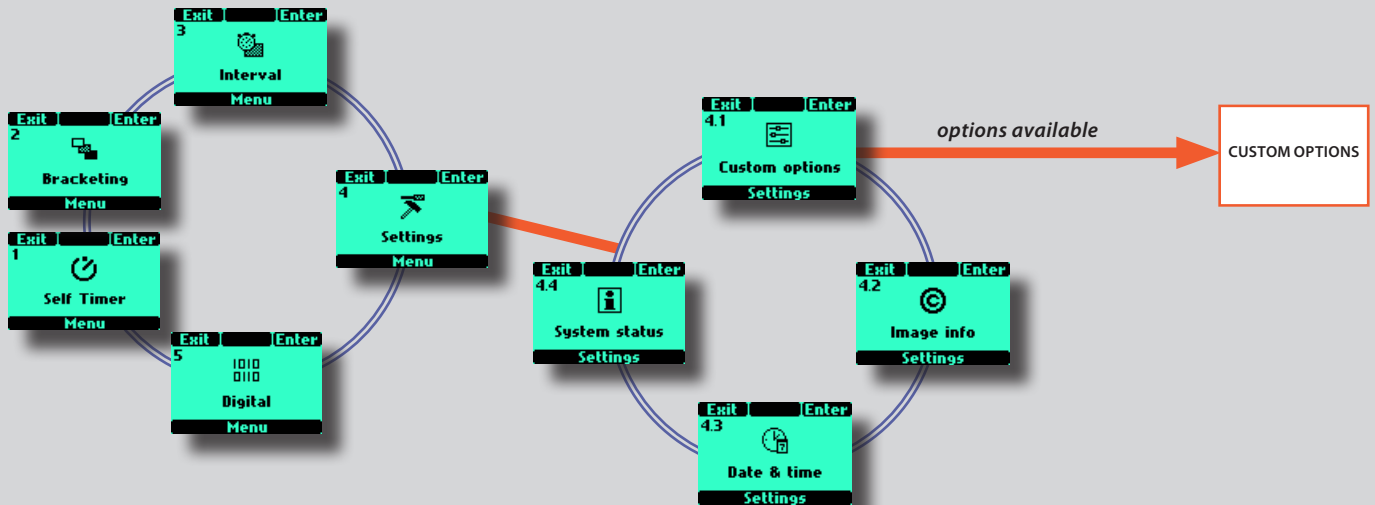 Exit Enter
3
Interval
Menu
Exit Enter
2
Bracketing
Menu
Exit Enter
1
Self Timer
Menu
Exit Enter
4
Settings
Menu
Exit Enter
5
1010
0110
Digital
Menu
Exit Enter
4.1
Custom options
Settings
options available
CUSTOM OPTIONS
Exit Enter
4.4
i
System status
Settings
Exit Enter
4.2
©
Image info
Settings
Exit Enter
4.3
7
Date & time
Settings